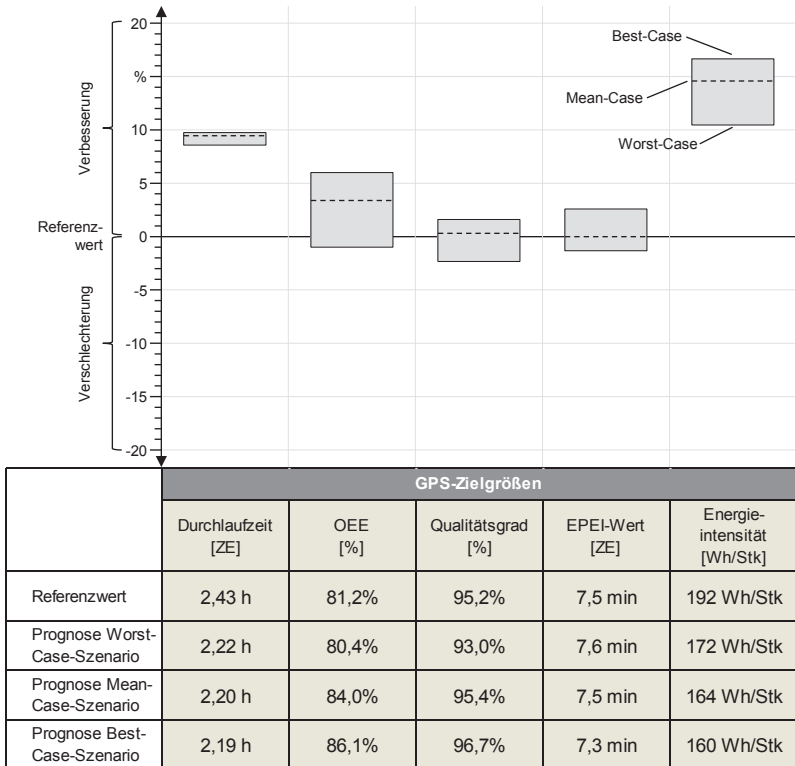 20
%
10
5
0
-5
-10
-15
-20
Verbesserung
Referenz-
wert
Verschlechterung
Best-Case
Mean-Case
Worst-Case
GPS-Zielgrößen
Durchlaufzeit
[ZE]
OEE
[%]
Qualitätsgrad
[%]
EPEI-Wert
[ZE]
Energie-
intensität
[Wh/Stk]
Referenzwert 2,43 h 81,2% 95,2% 7,5 min 192 Wh/Stk
Prognose Worst-
Case-Szenario 2,22 h 80,4% 93,0% 7,6 min 172 Wh/Stk
Prognose Mean-
Case-Szenario 2,20 h 84,0% 95,4% 7,5 min 164 Wh/Stk
Prognose Best-
Case-Szenario 2,19 h 86,1% 96,7% 7,3 min 160 Wh/Stk